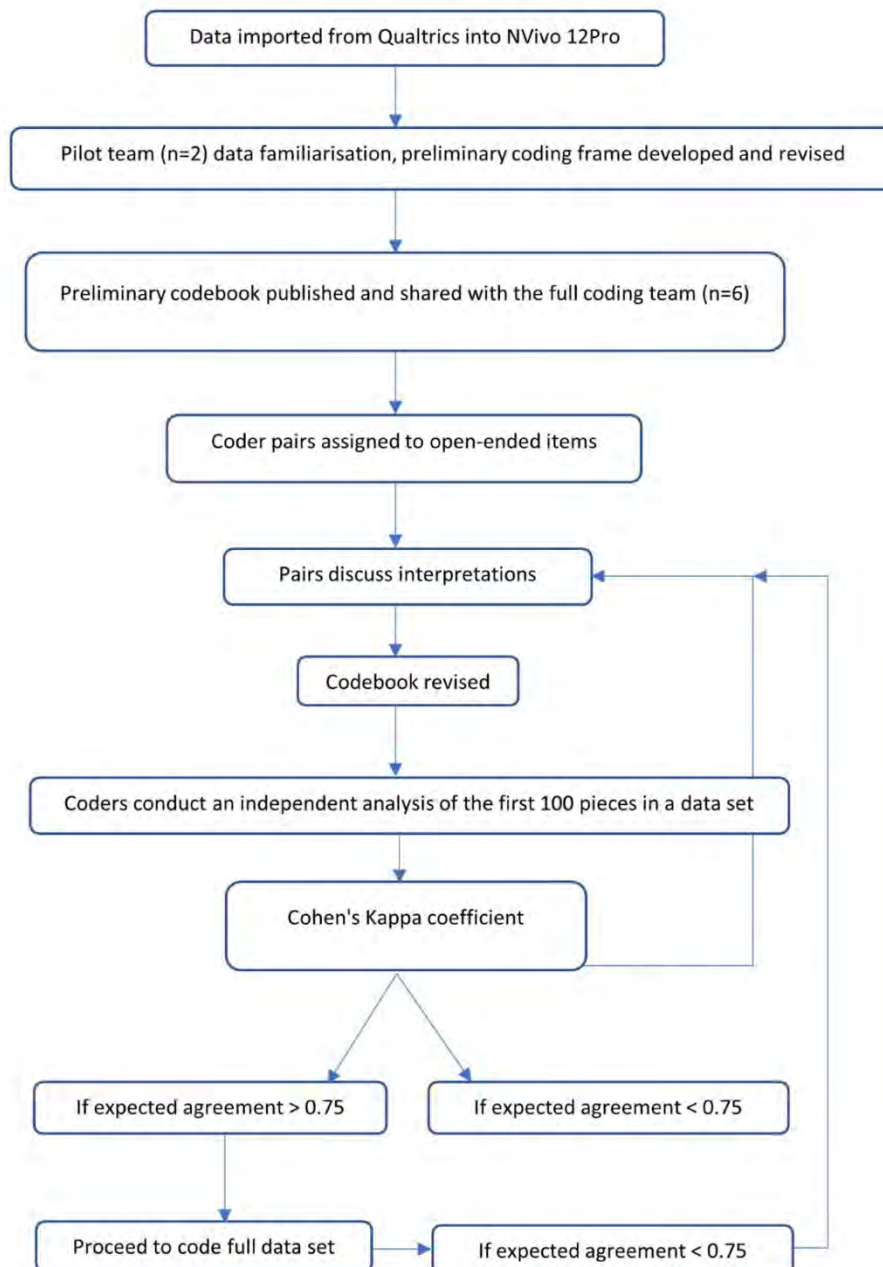 Data imported from Qualtrics into NVivo 12Pro
Pilot team (n=2) data familiarisation, preliminary coding frame developed and revised
Preliminary codebook published and shared with the full coding team (n=6)
Coder pairs assigned to open-ended items
Pairs discuss interpretations
Codebook revised
Coders conduct an independent analysis of the first 100 pieces in a data set
Cohen's Kappa coefficient
If expected agreement > 0.75
If expected agreement < 0.75
Proceed to code full data set
If expected agreement < 0.75